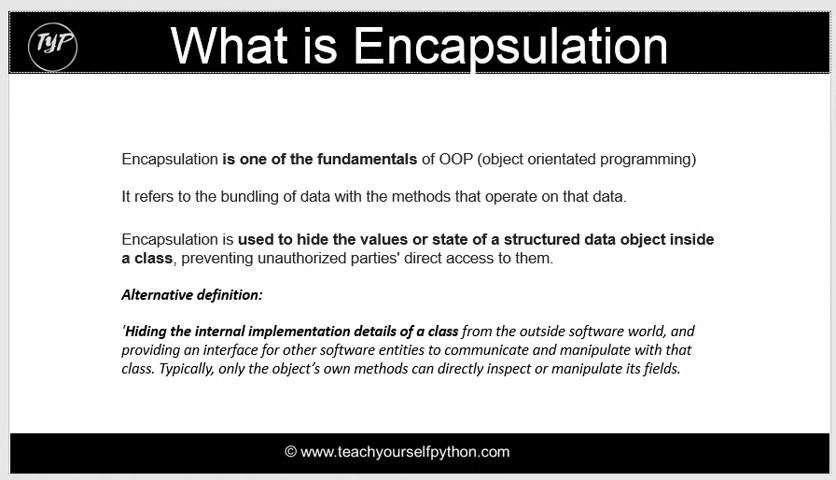 TyP
What is Encapsulation
Encapsulation is one of the fundamentals of OOP (object orientated programming)
It refers to the bundling of data with the methods that operate on that data.
Encapsulation is used to hide the values or state of a structured data object inside
a class, preventing unauthorized parties' direct access to them.
Alternative definition:
'Hiding the internal implementation details of a class from the outside software world, and
providing an interface for other software entities to communicate and manipulate with that
class. Typically, only the object’s own methods can directly inspect or manipulate its fields.
© www.teachyourselfpython.com